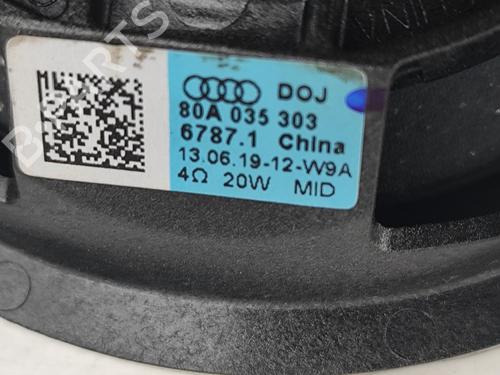 DOJ
80A 035 303
6787.1 China
13.06.19-12-W9A
4Ω 20W MID